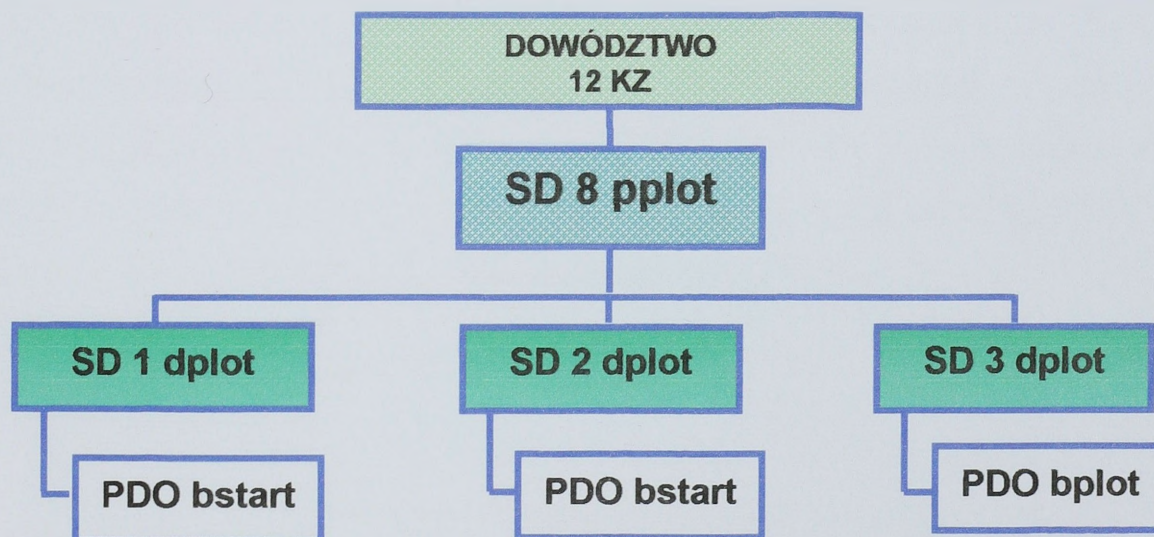 DOWÓDZTWO
12 KZ
SD 8 pplot
SD 1 dplot
SD 2 dplot
SD 3 dplot
PDO bstart
PDO bstart
PDO bplot